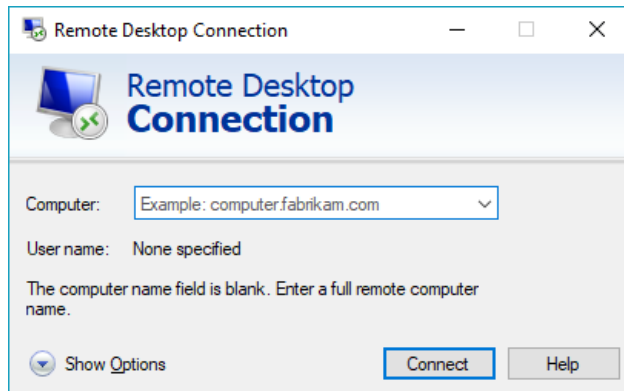 Remote Desktop Connection
Remote Desktop
Connection
Computer: Example: computer.fabrikam.com
User name: None specified
The computer name field is blank. Enter a full remote computer
name.
Show Options Connect Help